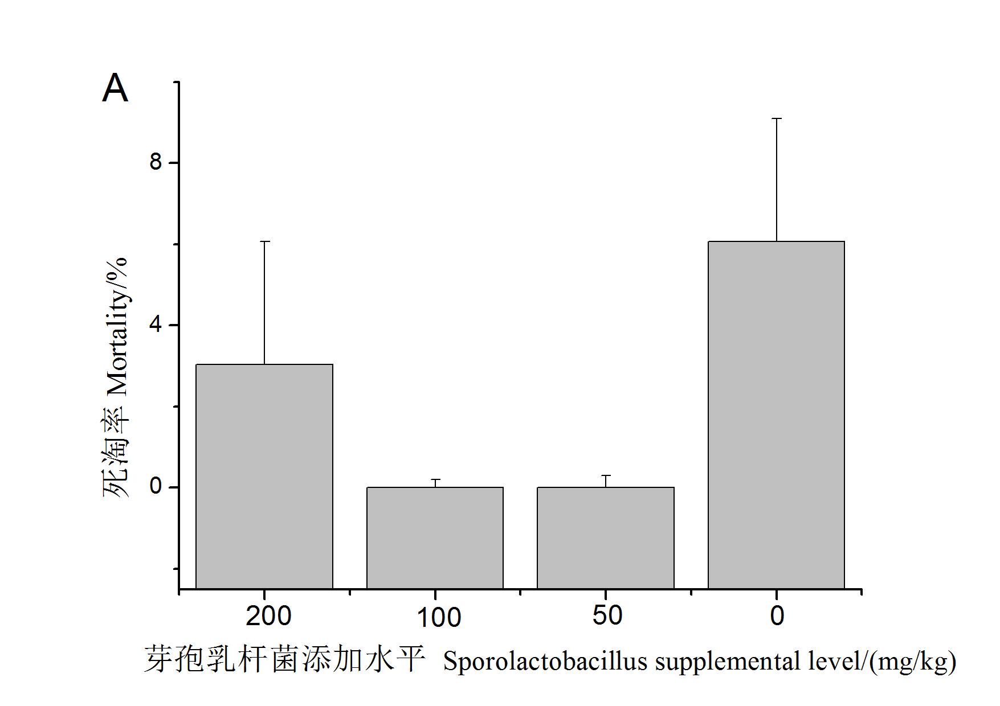 A
8
4
0
死淘率 Mortality/%
200 100 50 0
芽孢乳杆菌添加水平 Sporolactobacillus supplemental level/(mg/kg)